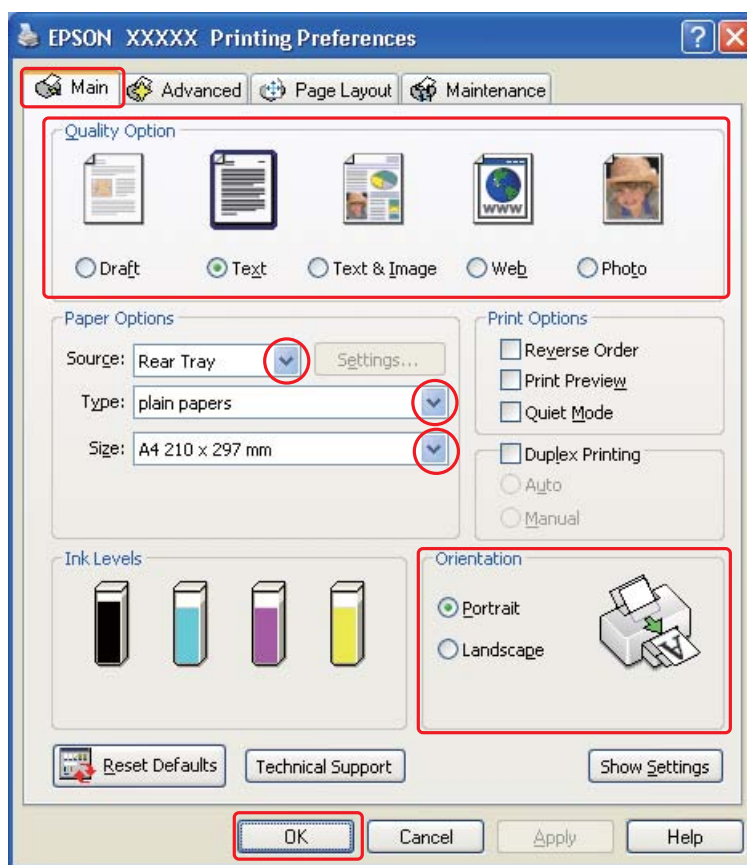 EPSON XXXXX Printing Preferences
Main Advanced Page Layout Maintenance
Quality Option
WWW
Draft Text Text & Image Web Photo
Paper Options
Source: Rear Tray Settings...
Type: plain papers
Size: A4 210 x 297 mm
Print Options
Reverse Order
Print Preview
Quiet Mode
Duplex Printing
Auto
Manual
Ink Levels
Orientation
Portrait
Landscape
A
Reset Defaults Technical Support Show Settings
OK Cancel Apply Help